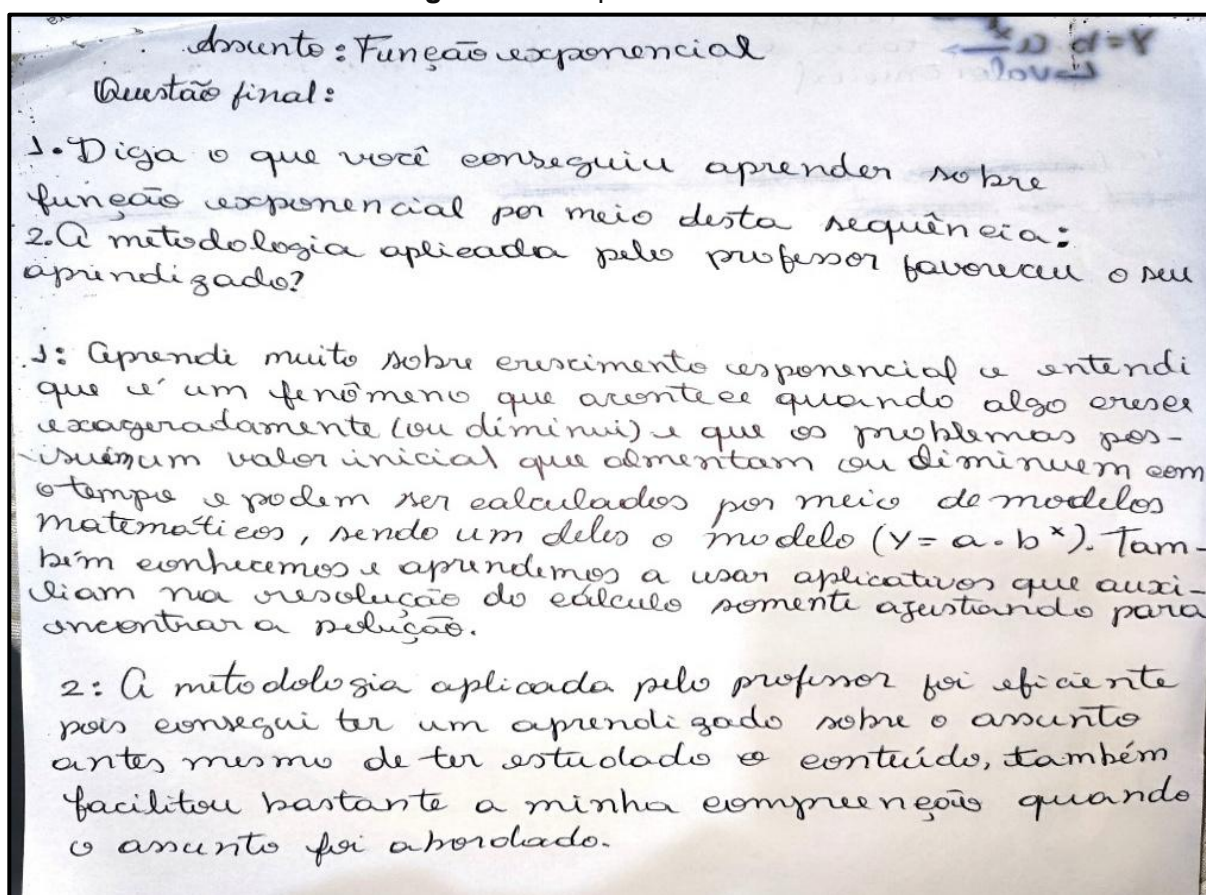 Assunto: Função exponencial
Questão final:
1. Diga o que você conseguiu aprender sobre
função exponencial por meio desta sequência:
2. A metodologia aplicada pelo professor favoreceu o seu
aprendizado?
1: Aprendi muito sobre crescimento exponencial e entendi
que é um fenômeno que acontece quando algo cresce
exageradamente (ou diminui) e que os problemas pos-
suem um valor inicial que almentam ou diminuem com
o tempo e podem ser calculados por meio de modelos
matemáticos, sendo um deles o modelo (y = a . b ˣ). Tam-
bém conhecemos e aprendemos a usar aplicativos que auxi-
liam na resolução do cálculo somente ajustando para
encontrar a solução.
2: A metodologia aplicada pelo professor foi eficiente
pois consegui ter um aprendizado sobre o assunto
antes mesmo de ter estudado o conteúdo, também
facilitou bastante a minha compreenção quando
o assunto foi abordado.